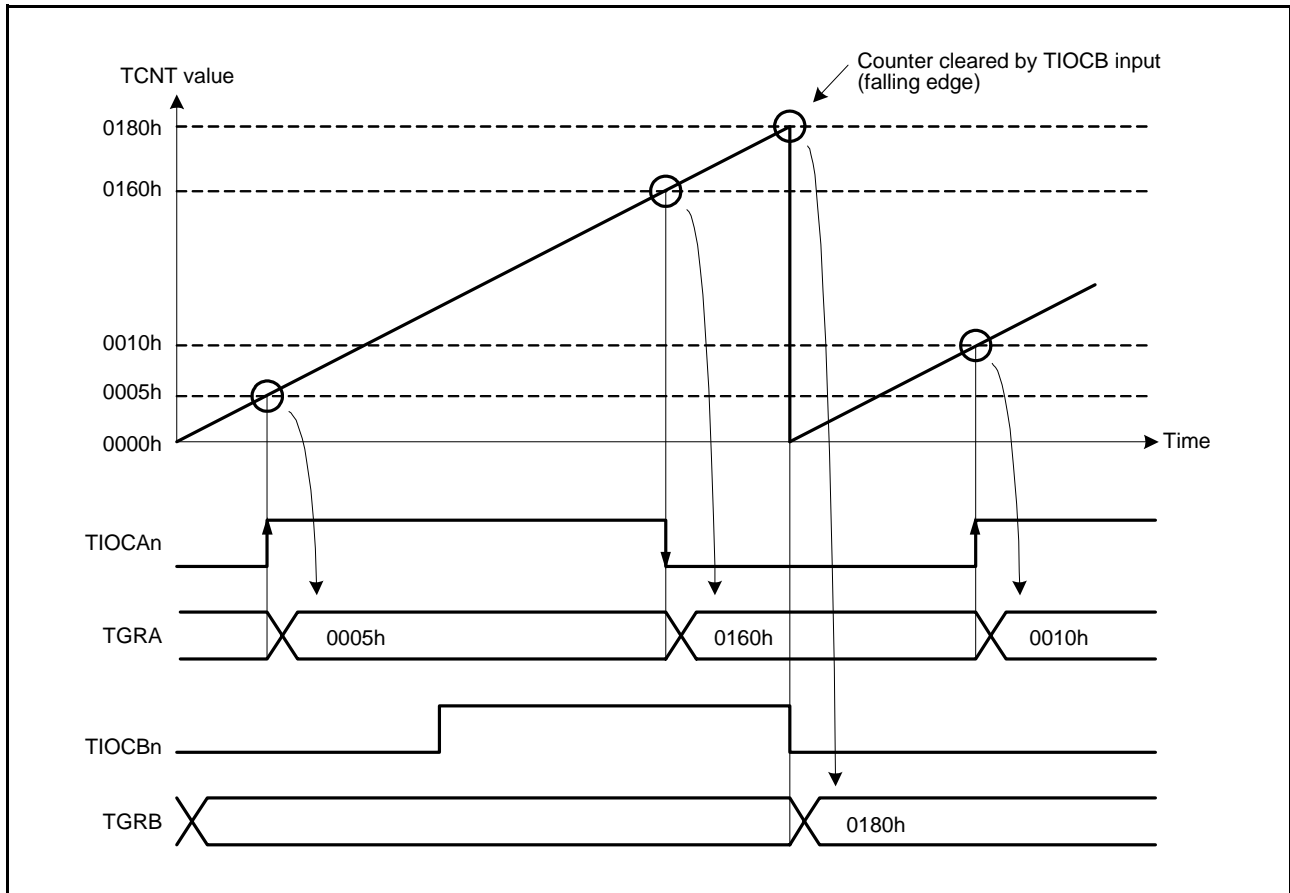 Counter cleared by TIOCB input
(falling edge)
TCNT value
0180h
0160h
0010h
0005h
0000h
Time
TIOCAn
TGRA
0005h
0160h
0010h
TIOCBn
TGRB
0180h